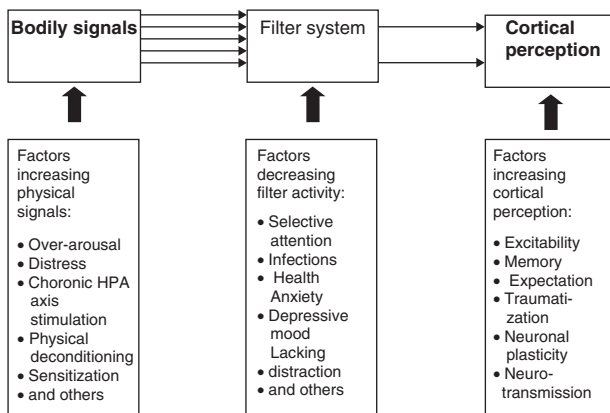 Bodily signals
Filter system
Cortical
perception
Factors
increasing
physical
signals:
• Over-arousal
• Distress
• Choronic HPA
axis
stimulation
• Physical
deconditioning
• Sensitization
• and others
Factors
decreasing
filter activity:
• Selective
attention
• Infections
• Health
Anxiety
• Depressive
mood
Lacking
• distraction
• and others
Factors
increasing
cortical
perception:
• Excitability
• Memory
• Expectation
• Traumati-
zation
• Neuronal
plasticity
• Neuro-
transmission